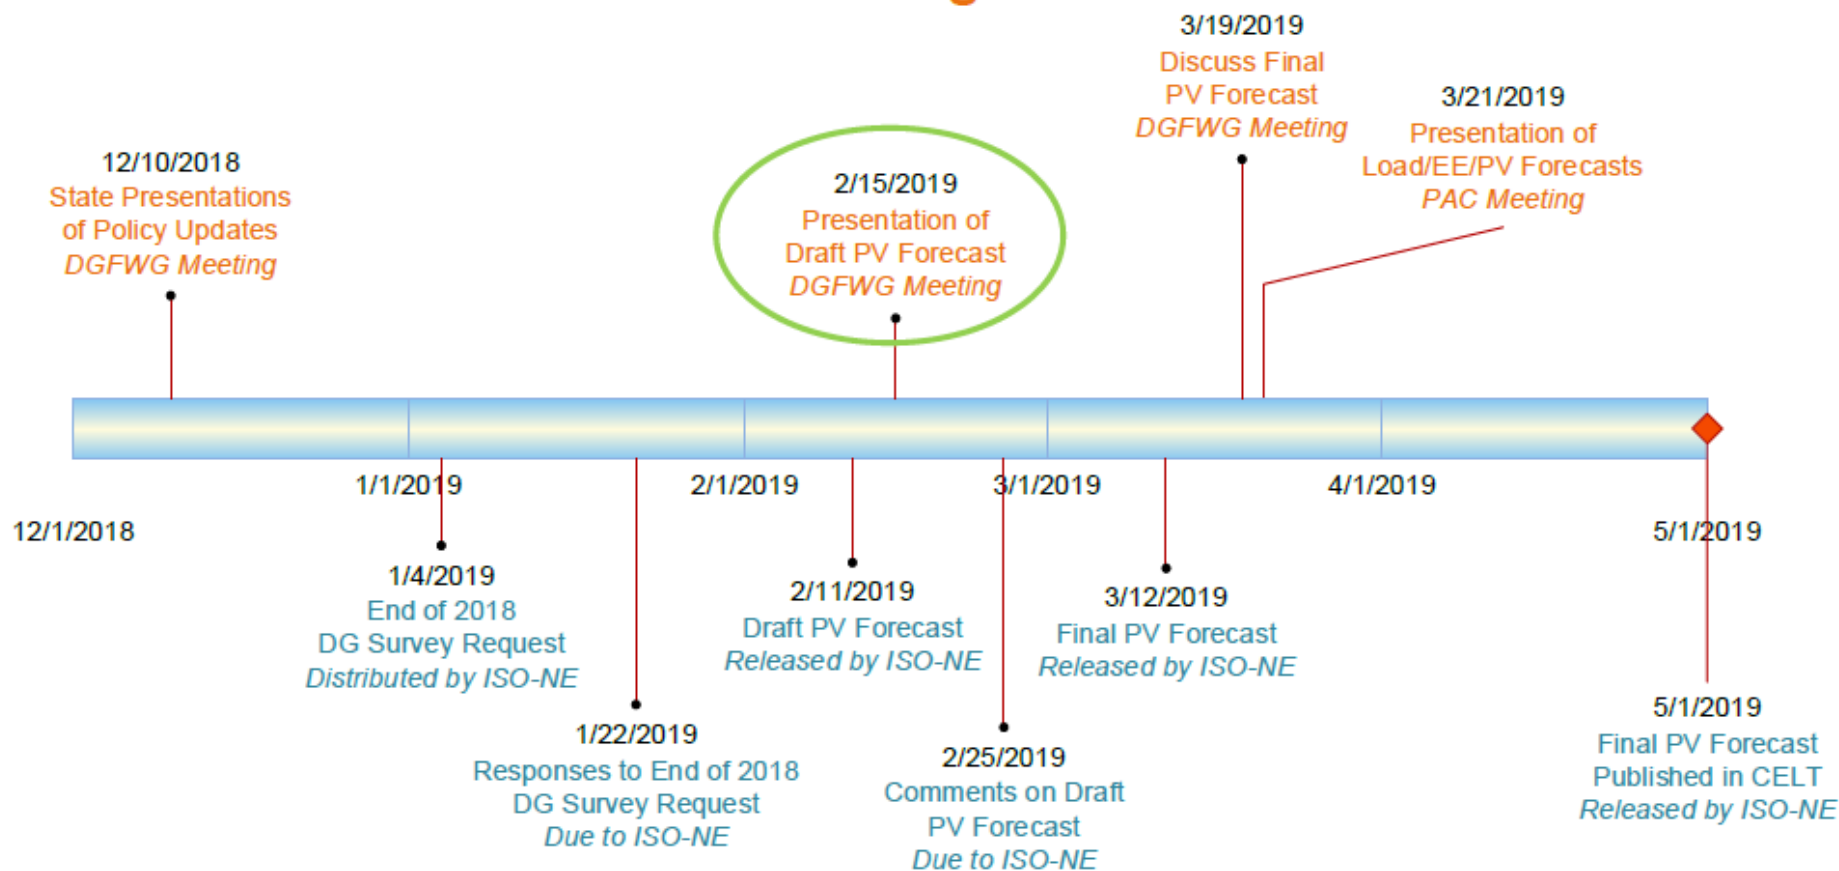 12/10/2018
State Presentations
of Policy Updates
DGFWG Meeting
2/15/2019
Presentation of
Draft PV Forecast
DGFWG Meeting
3/19/2019
Discuss Final
PV Forecast
DGFWG Meeting
3/21/2019
Presentation of
Load/EE/PV Forecasts
PAC Meeting
12/1/2018
1/1/2019
2/1/2019
3/1/2019
4/1/2019
5/1/2019
1/4/2019
End of 2018
DG Survey Request
Distributed by ISO-NE
1/22/2019
Responses to End of 2018
DG Survey Request
Due to ISO-NE
2/11/2019
Draft PV Forecast
Released by ISO-NE
2/25/2019
Comments on Draft
PV Forecast
Due to ISO-NE
3/12/2019
Final PV Forecast
Released by ISO-NE
5/1/2019
Final PV Forecast
Published in CELT
Released by ISO-NE